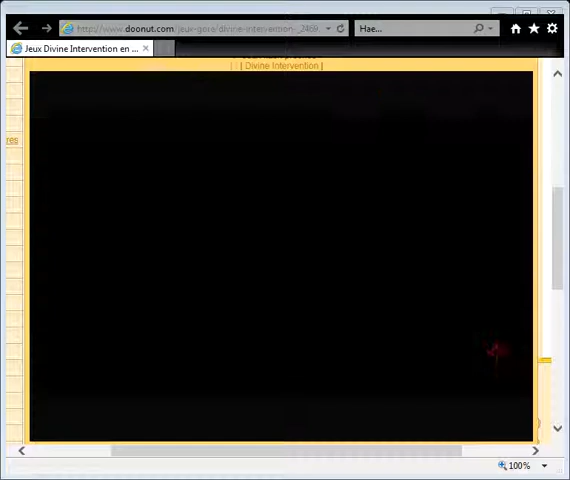 http://www.doonut.com/jeux-gore/divine-intervention-_2469.
Hae...
Jeux Divine Intervention en ...
| | | Divine Intervention |
res
100%